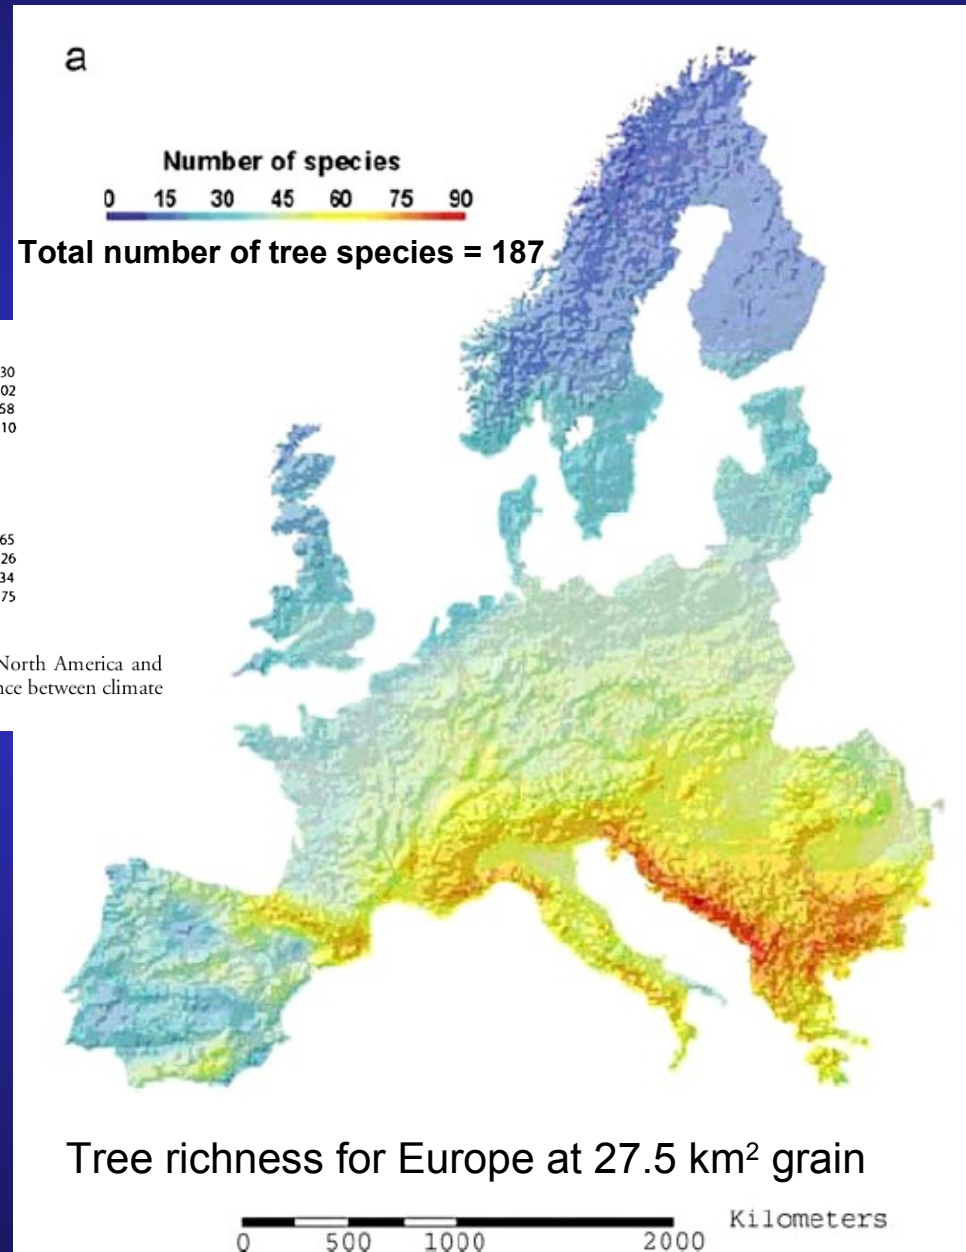 a
Number of species
0 15 30 45 60 75 90
Total number of tree species = 187
30
02
58
10
65
26
34
75
North America and
nce between climate
Tree richness for Europe at 27.5 km² grain
Kilometers
0 500 1000 2000